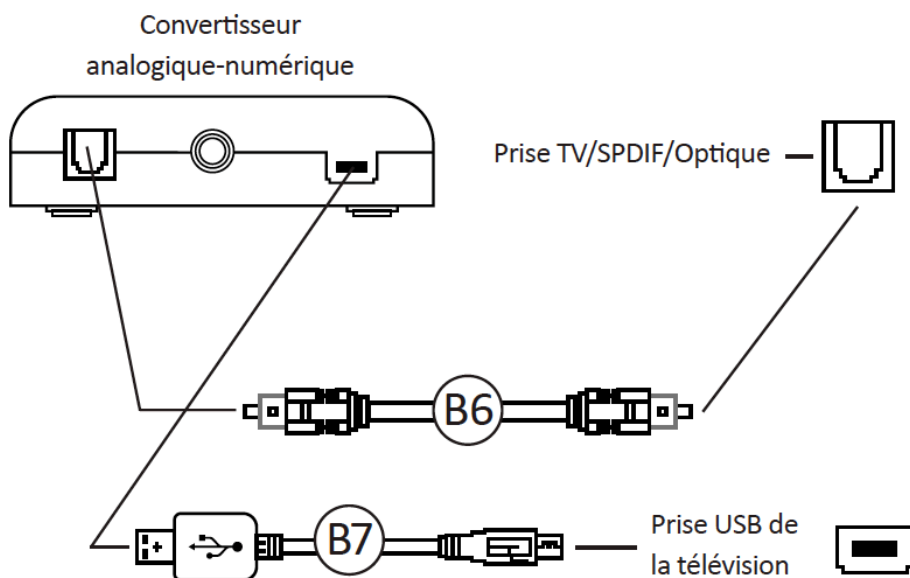 Convertisseur
analogique-numérique
Prise TV/SPDIF/Optique
B6
B7
Prise USB de
la télévision